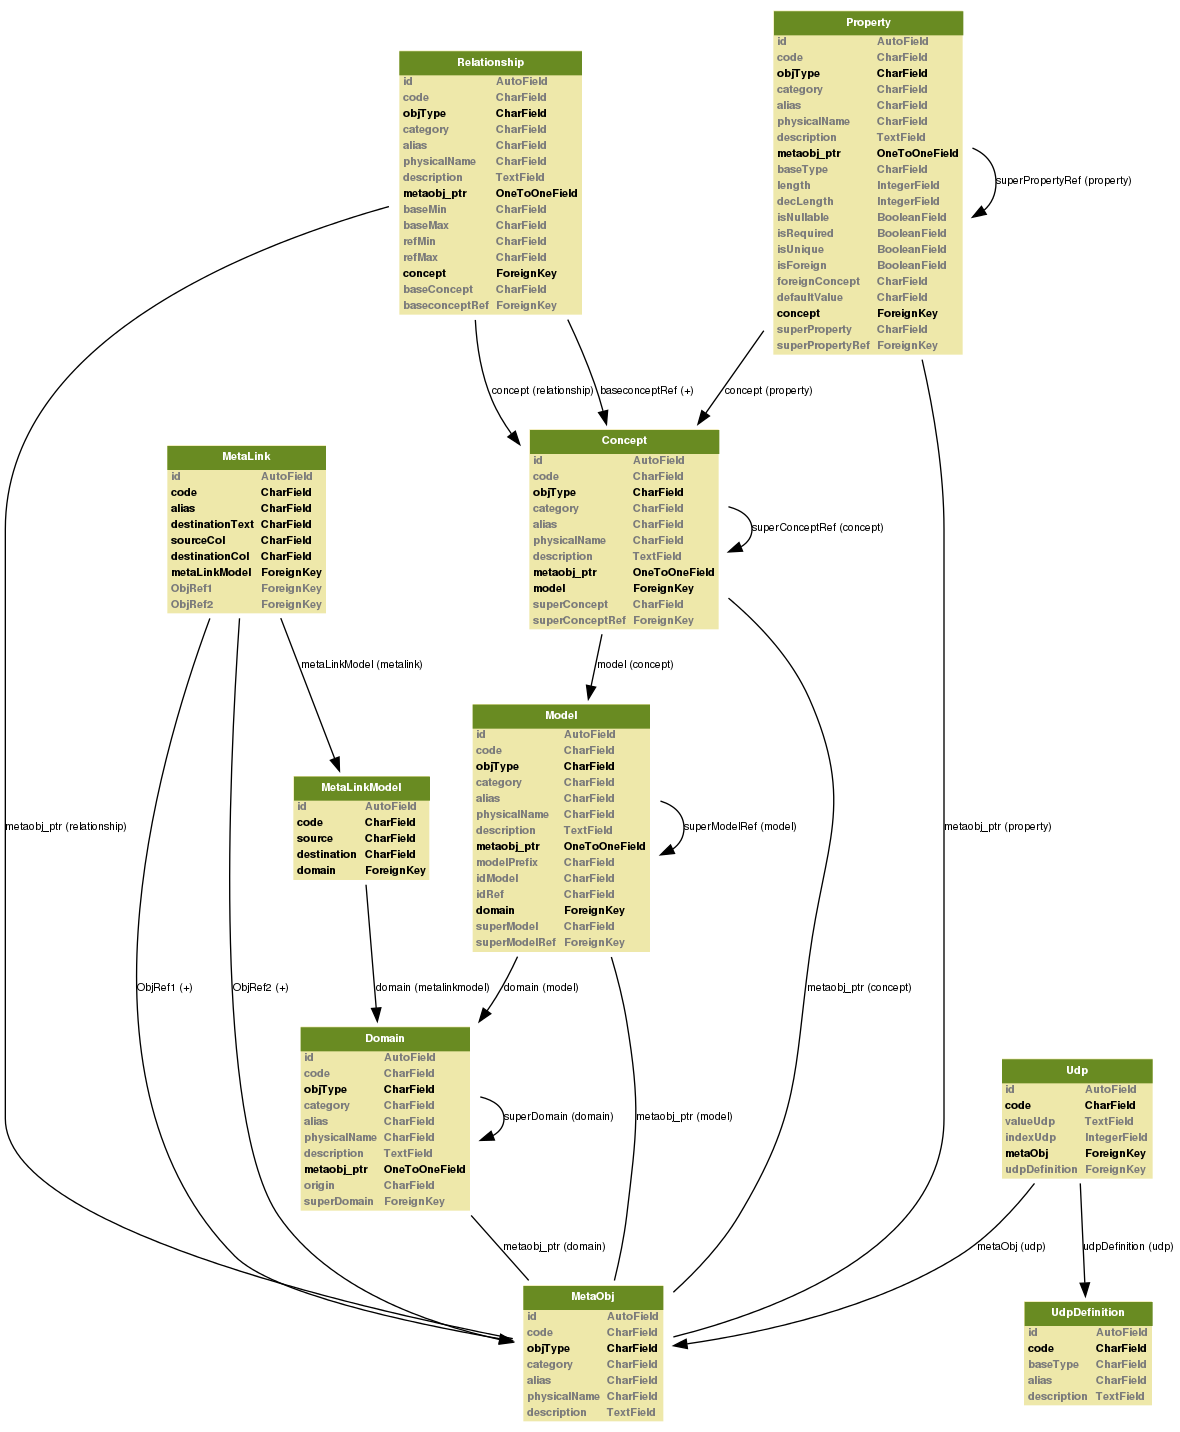 Property
id AutoField
code CharField
objType CharField
category CharField
alias CharField
physicalName CharField
description TextField
metaobj_ptr OneToOneField
baseType CharField
length IntegerField
decLength IntegerField
isNullable BooleanField
isRequired BooleanField
isUnique BooleanField
isForeign BooleanField
foreignConcept CharField
defaultValue CharField
concept ForeignKey
superProperty CharField
superPropertyRef ForeignKey
superPropertyRef (property)
Relationship
id AutoField
code CharField
objType CharField
category CharField
alias CharField
physicalName CharField
description TextField
metaobj_ptr OneToOneField
baseMin CharField
baseMax CharField
refMin CharField
refMax CharField
concept ForeignKey
baseConcept CharField
baseconceptRef ForeignKey
concept (relationship)
baseconceptRef (+)
concept (property)
Concept
id AutoField
code CharField
objType CharField
category CharField
alias CharField
physicalName CharField
description TextField
metaobj_ptr OneToOneField
model ForeignKey
superConcept CharField
superConceptRef ForeignKey
superConceptRef (concept)
MetaLink
id AutoField
code CharField
alias CharField
destinationText CharField
sourceCol CharField
destinationCol CharField
metaLinkModel ForeignKey
ObjRef1 ForeignKey
ObjRef2 ForeignKey
metaLinkModel (metalink)
model (concept)
Model
id AutoField
code CharField
objType CharField
category CharField
alias CharField
physicalName CharField
description TextField
metaobj_ptr OneToOneField
modelPrefix CharField
idModel CharField
idRef CharField
domain ForeignKey
superModel CharField
superModelRef ForeignKey
superModelRef (model)
MetaLinkModel
id AutoField
code CharField
source CharField
destination CharField
domain ForeignKey
metaobj_ptr (relationship)
metaobj_ptr (property)
ObjRef1 (+)
ObjRef2 (+)
domain (metalinkmodel)
domain (model)
metaobj_ptr (concept)
Domain
id AutoField
code CharField
objType CharField
category CharField
alias CharField
physicalName CharField
description TextField
metaobj_ptr OneToOneField
origin CharField
superDomain ForeignKey
superDomain (domain)
metaobj_ptr (model)
Udp
id AutoField
code CharField
valueUdp TextField
indexUdp IntegerField
metaObj ForeignKey
udpDefinition ForeignKey
metaobj_ptr (domain)
metaObj (udp)
udpDefinition (udp)
MetaObj
id AutoField
code CharField
objType CharField
category CharField
alias CharField
physicalName CharField
description TextField
UdpDefinition
id AutoField
code CharField
baseType CharField
alias CharField
description TextField